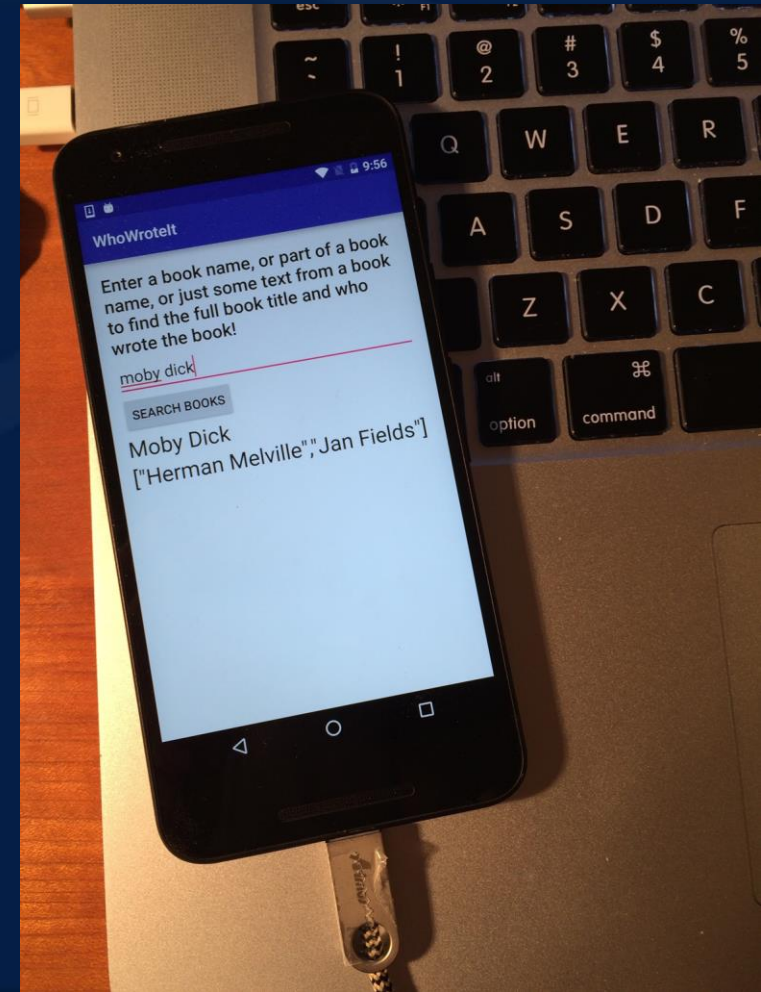 esc
F1
~
`
!
1
@
2
#
3
$
4
%
5
Q
W
E
R
A
S
D
F
Z
X
C
alt
option
⌘
command
9:56
WhoWroteIt
Enter a book name, or part of a book
name, or just some text from a book
to find the full book title and who
wrote the book!
moby dick
SEARCH BOOKS
Moby Dick
["Herman Melville","Jan Fields"]